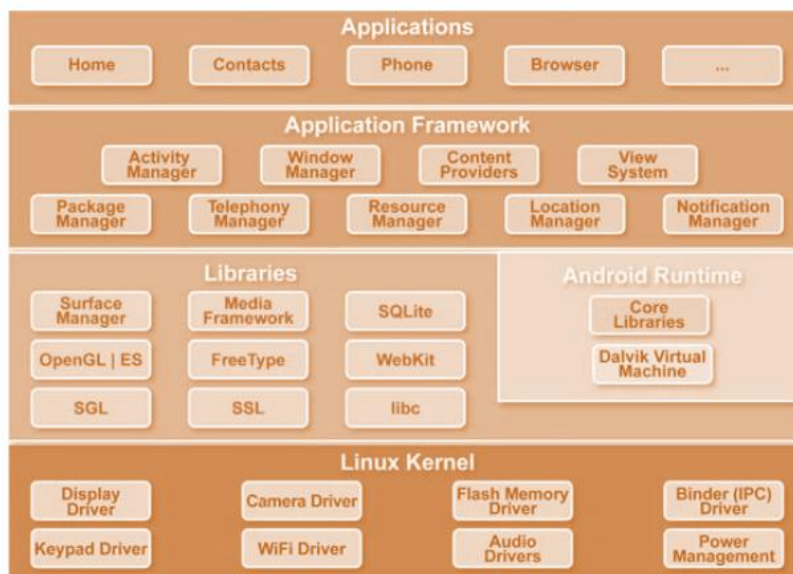 Applications
Home
Contacts
Phone
Browser
...
Application Framework
Activity
Manager
Window
Manager
Content
Providers
View
System
Package
Manager
Telephony
Manager
Resource
Manager
Location
Manager
Notification
Manager
Libraries
Surface
Manager
Media
Framework
SQLite
OpenGL | ES
FreeType
WebKit
SGL
SSL
libc
Android Runtime
Core
Libraries
Dalvik Virtual
Machine
Linux Kernel
Display
Driver
Camera Driver
Flash Memory
Driver
Binder (IPC)
Driver
Keypad Driver
WiFi Driver
Audio
Drivers
Power
Management